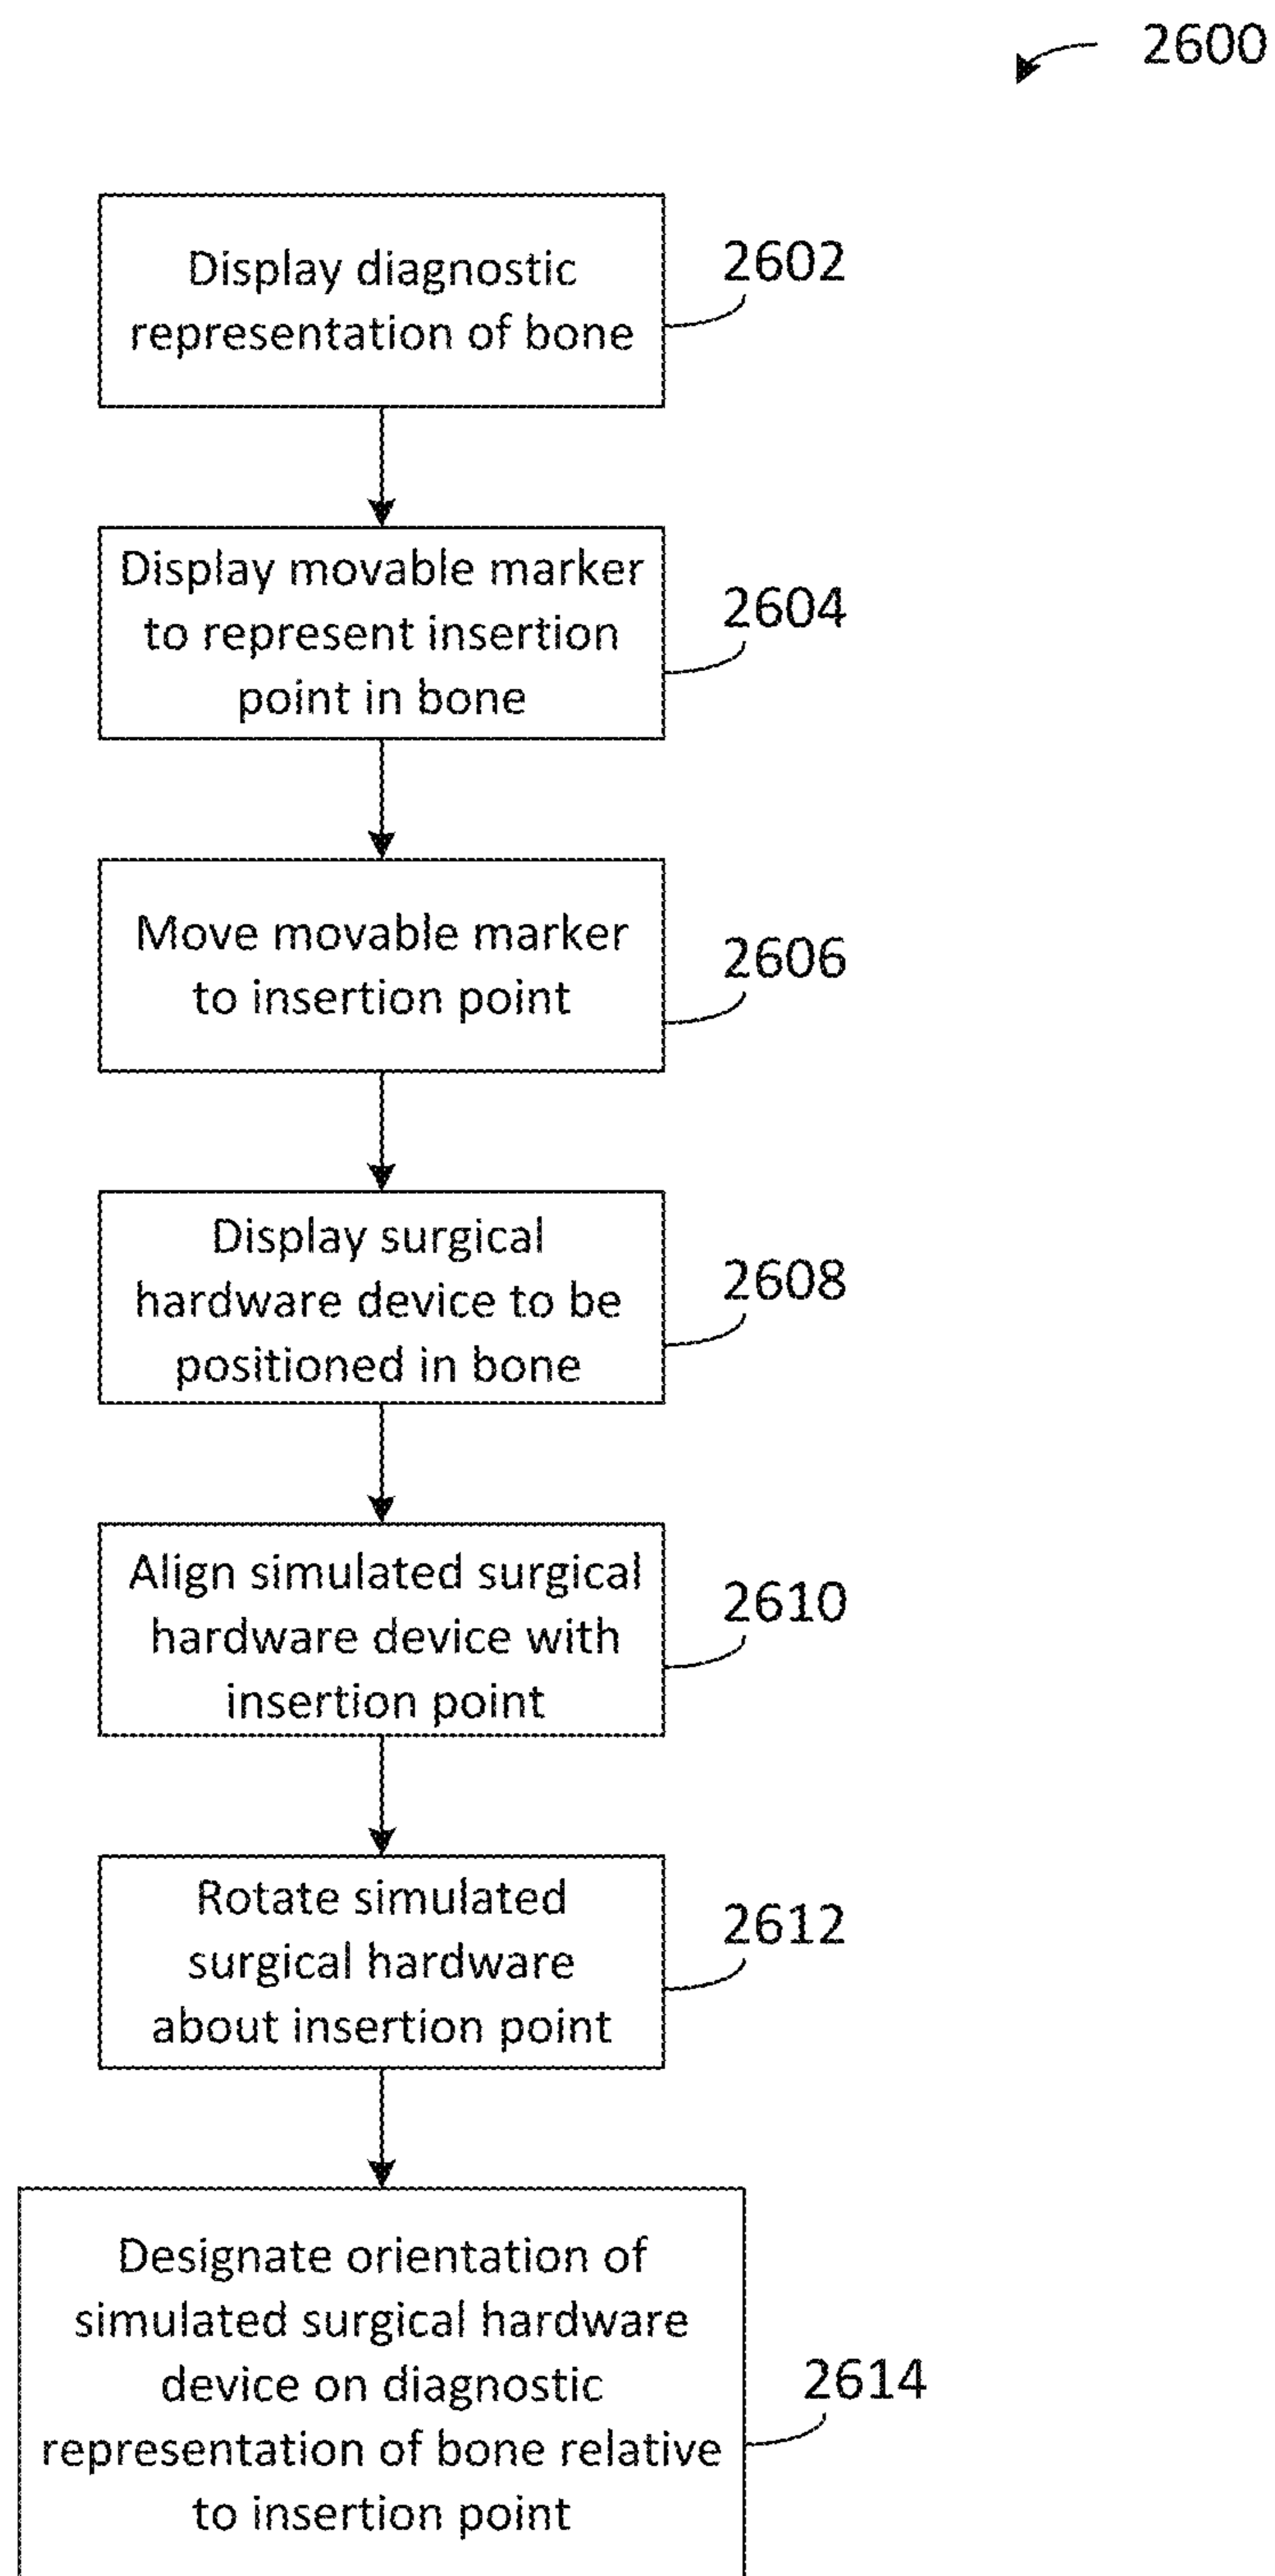 2600
Display diagnostic
representation of bone
2602
Display movable marker
to represent insertion
point in bone
2604
Move movable marker
to insertion point
2606
Display surgical
hardware device to be
positioned in bone
2608
Align simulated surgical
hardware device with
insertion point
2610
Rotate simulated
surgical hardware
about insertion point
2612
Designate orientation of
simulated surgical hardware
device on diagnostic
representation of bone relative
to insertion point
2614